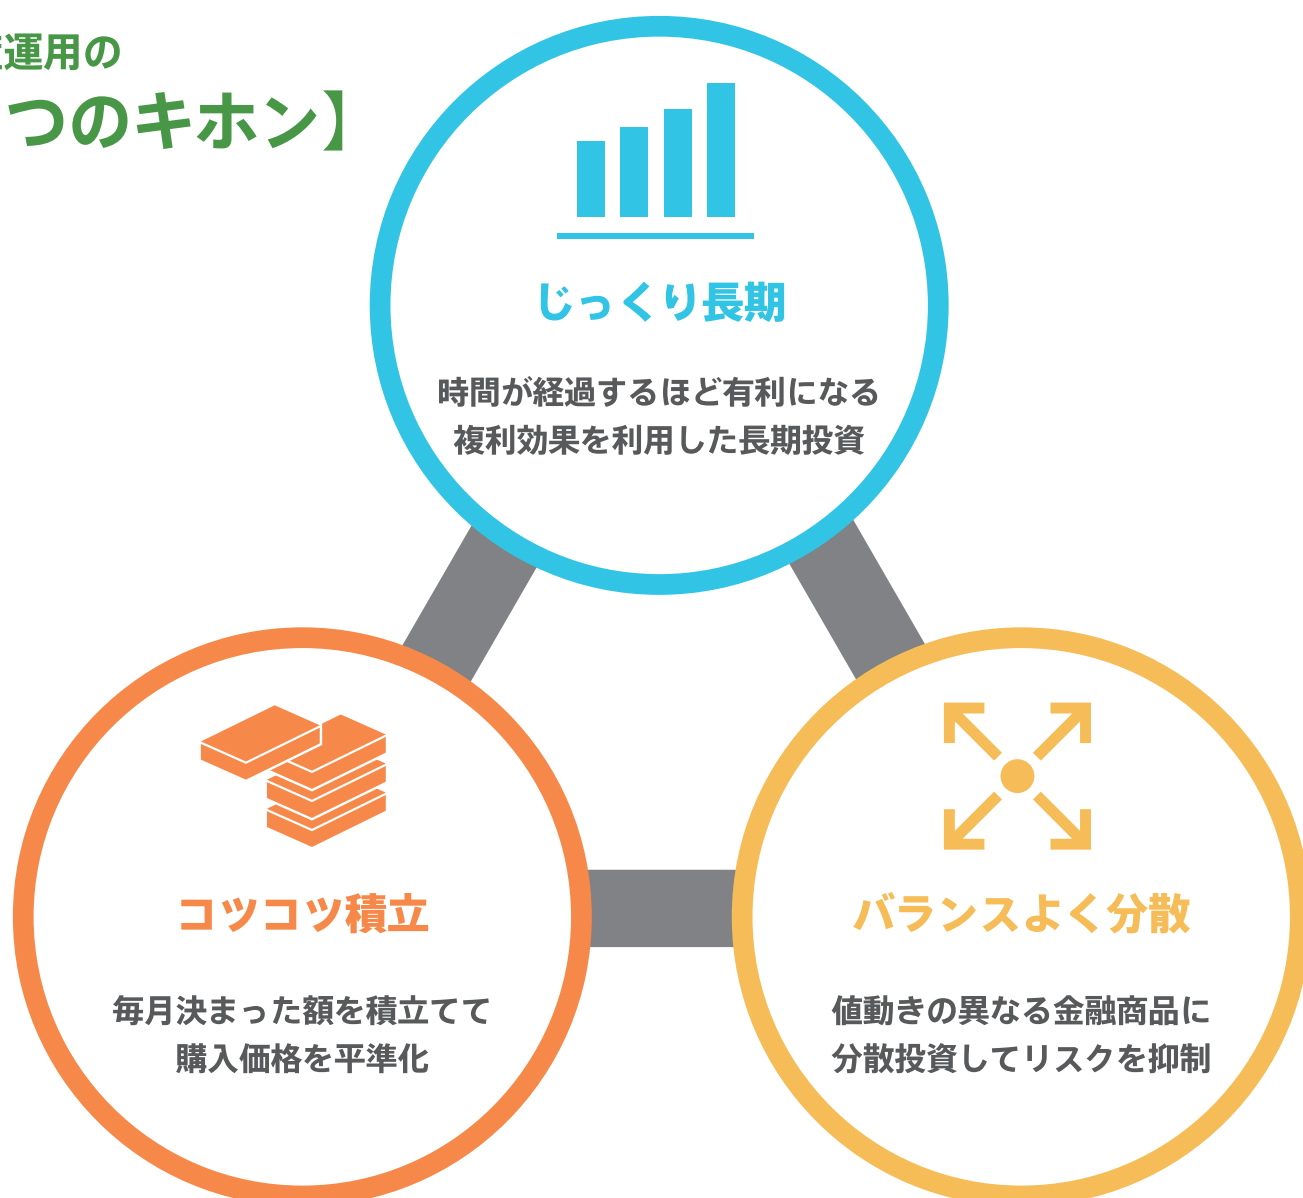 運用の
つのキホン】
じっくり長期
時間が経過するほど有利になる
複利効果を利用した長期投資
コツコツ積立
毎月決まった額を積立てて
購入価格を平準化
バランスよく分散
値動きの異なる金融商品に
分散投資してリスクを抑制